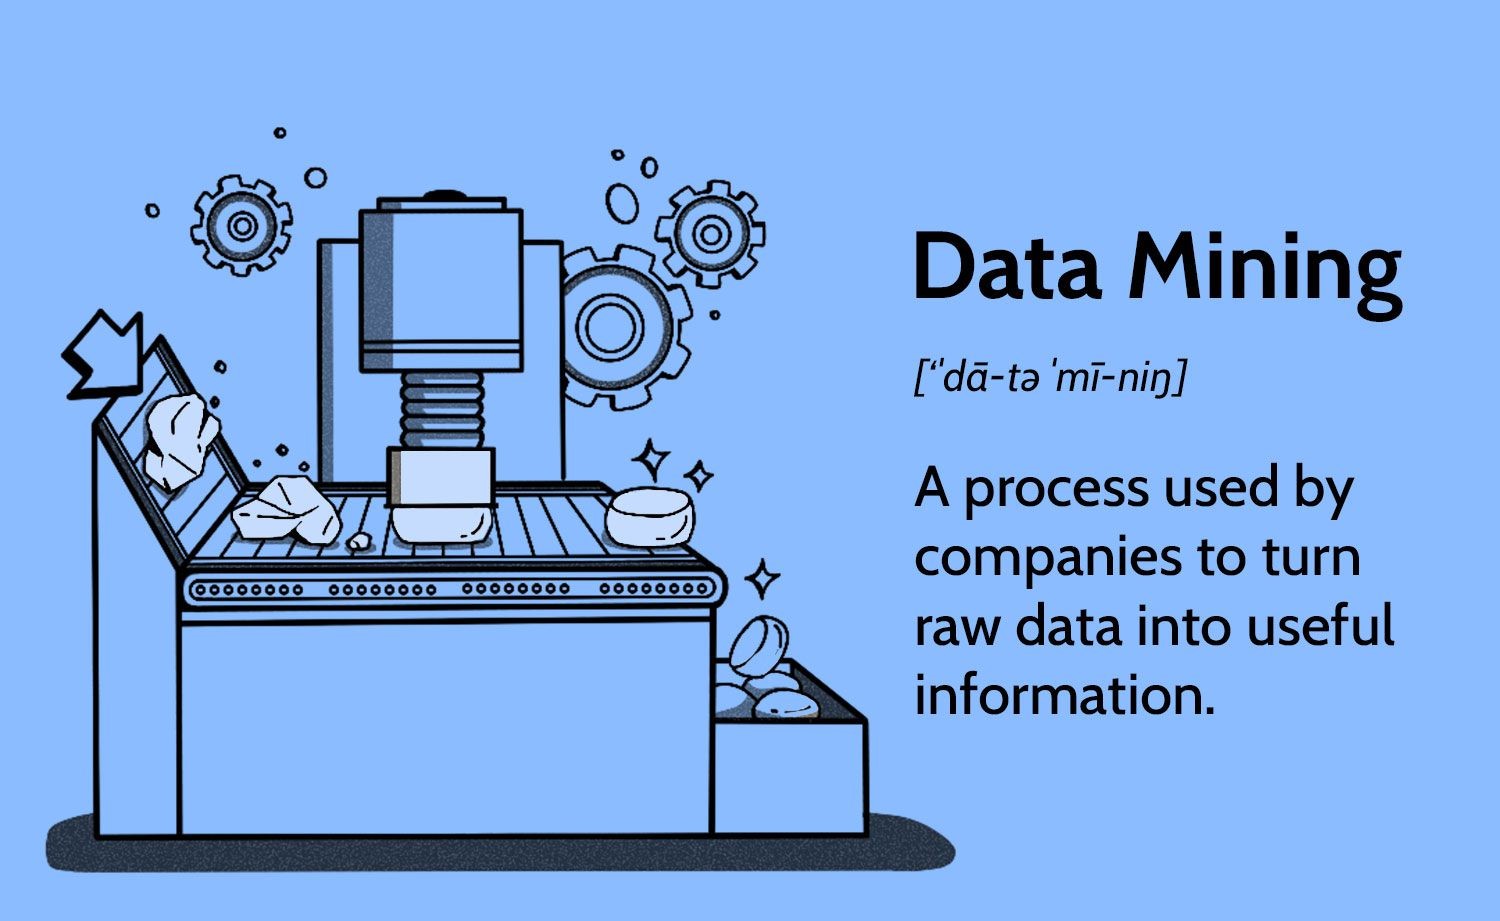 Data Mining
[ˈdā-tə ˈmī-niŋ]
A process used by
companies to turn
raw data into useful
information.